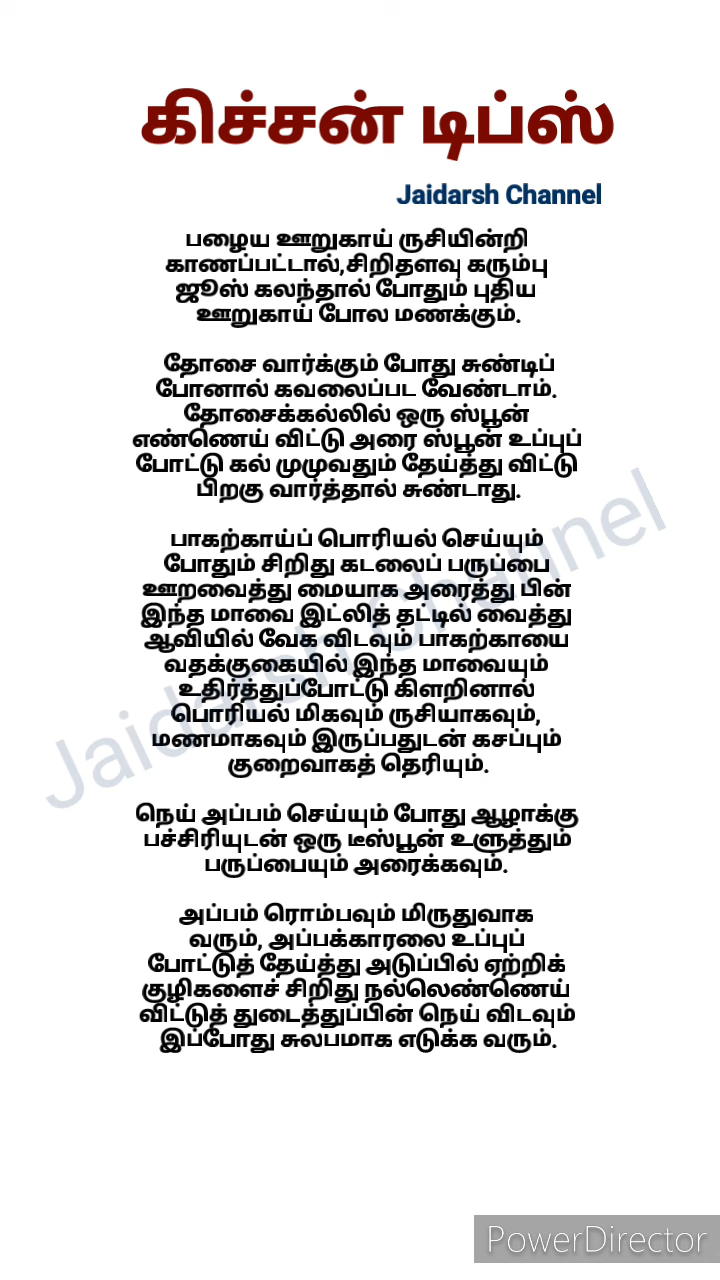 கிச்சன் டிப்ஸ்
Jaidarsh Channel
பழைய ஊறுகாய் ருசியின்றி
காணப்பட்டால்,சிறிதளவு கரும்பு
ஜூஸ் கலந்தால் போதும் புதிய
ஊறுகாய் போல மணக்கும்.
தோசை வார்க்கும் போது சுண்டிப்
போனால் கவலைப்பட வேண்டாம்.
தோசைக்கல்லில் ஒரு ஸ்பூன்
எண்ணெய் விட்டு அரை ஸ்பூன் உப்புப்
போட்டு கல் முமுவதும் தேய்த்து விட்டு
பிறகு வார்த்தால் சுண்டாது.
பாகற்காய்ப் பொரியல் செய்யும்
போதும் சிறிது கடலைப் பருப்பை
ஊறவைத்து மையாக அரைத்து பின்
இந்த மாவை இட்லித் தட்டில் வைத்து
ஆவியில் வேக விடவும் பாகற்காயை
வதக்குகையில் இந்த மாவையும்
உதிர்த்துப்போட்டு கிளறினால்
பொரியல் மிகவும் ருசியாகவும்,
மணமாகவும் இருப்பதுடன் கசப்பும்
குறைவாகத் தெரியும்.
நெய் அப்பம் செய்யும் போது ஆழாக்கு
பச்சிரியுடன் ஒரு டீஸ்பூன் உளுத்தும்
பருப்பையும் அரைக்கவும்.
அப்பம் ரொம்பவும் மிருதுவாக
வரும், அப்பக்காரலை உப்புப்
போட்டுத் தேய்த்து அடுப்பில் ஏற்றிக்
குழிகளைச் சிறிது நல்லெண்ணெய்
விட்டுத் துடைத்துப்பின் நெய் விடவும்
இப்போது சுலபமாக எடுக்க வரும்.
Jaidarsh Channel
PowerDirector